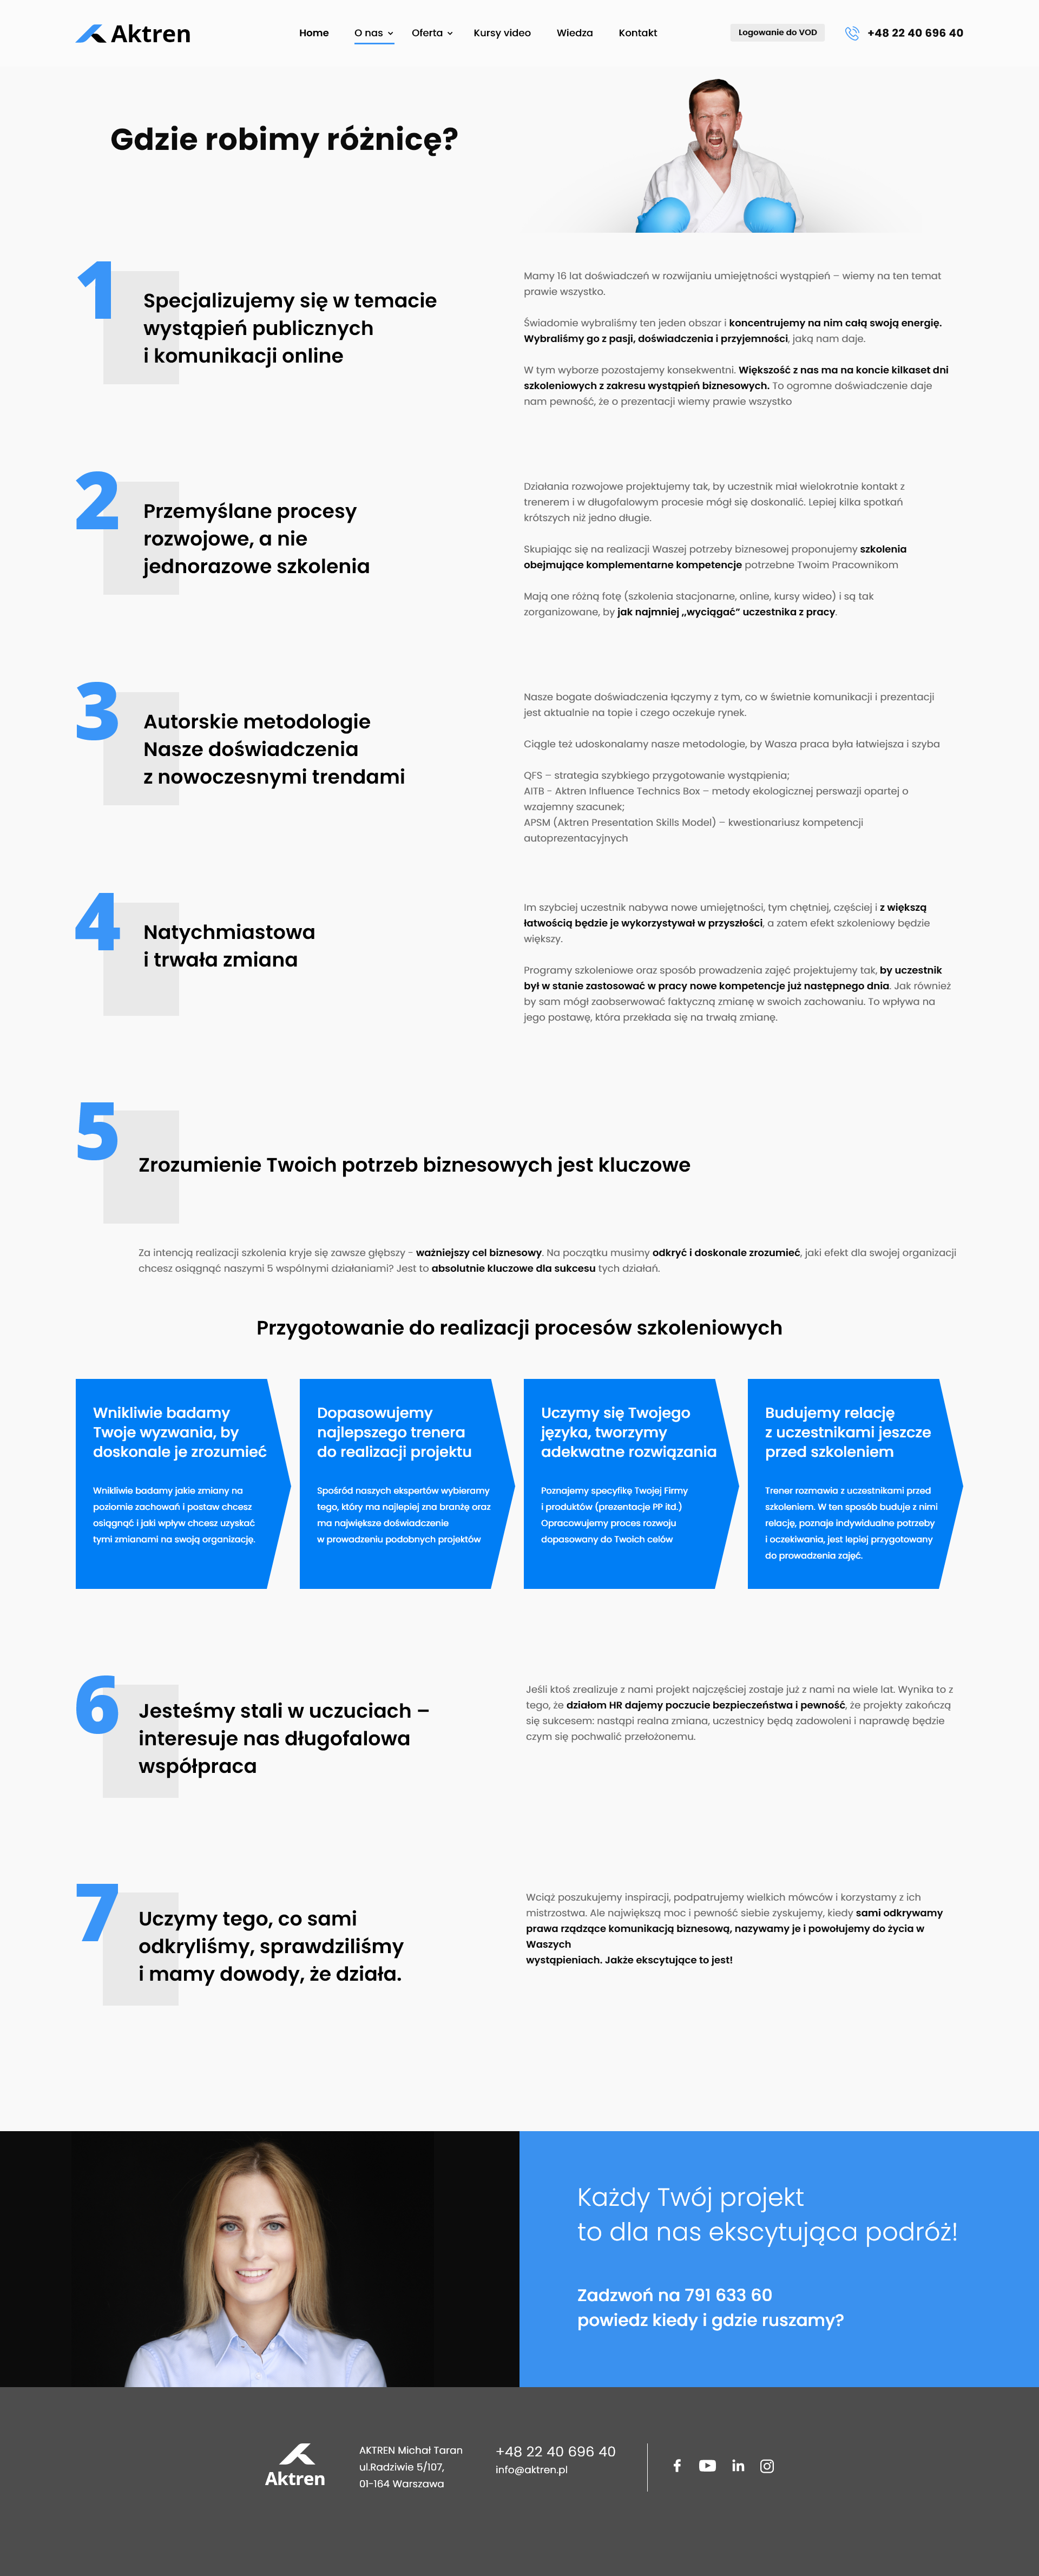 Aktren
Home O nas Oferta Kursy video Wiedza Kontakt
Logowanie do VOD
+48 22 40 696 40
Gdzie robimy różnicę?
1
Specjalizujemy się w temacie
wystąpień publicznych
i komunikacji online
Mamy 16 lat doświadczeń w rozwijaniu umiejętności wystąpień – wiemy na ten temat
prawie wszystko.
Świadomie wybraliśmy ten jeden obszar i koncentrujemy na nim całą swoją energię.
Wybraliśmy go z pasji, doświadczenia i przyjemności, jaką nam daje.
W tym wyborze pozostajemy konsekwentni. Większość z nas ma na koncie kilkaset dni
szkoleniowych z zakresu wystąpień biznesowych. To ogromne doświadczenie daje
nam pewność, że o prezentacji wiemy prawie wszystko
2
Przemyślane procesy
rozwojowe, a nie
jednorazowe szkolenia
Działania rozwojowe projektujemy tak, by uczestnik miał wielokrotnie kontakt z
trenerem i w długofalowym procesie mógł się doskonalić. Lepiej kilka spotkań
krótszych niż jedno długie.
Skupiając się na realizacji Waszej potrzeby biznesowej proponujemy szkolenia
obejmujące komplementarne kompetencje potrzebne Twoim Pracownikom
Mają one różną fotę (szkolenia stacjonarne, online, kursy wideo) i są tak
zorganizowane, by jak najmniej „wyciągać” uczestnika z pracy.
3
Autorskie metodologie
Nasze doświadczenia
z nowoczesnymi trendami
Nasze bogate doświadczenia łączymy z tym, co w świetnie komunikacji i prezentacji
jest aktualnie na topie i czego oczekuje rynek.
Ciągle też udoskonalamy nasze metodologie, by Wasza praca była łatwiejsza i szyba
QFS – strategia szybkiego przygotowanie wystąpienia;
AITB - Aktren Influence Technics Box – metody ekologicznej perswazji opartej o
wzajemny szacunek;
APSM (Aktren Presentation Skills Model) – kwestionariusz kompetencji
autoprezentacyjnych
4
Natychmiastowa
i trwała zmiana
Im szybciej uczestnik nabywa nowe umiejętności, tym chętniej, częściej i z większą
łatwością będzie je wykorzystywał w przyszłości, a zatem efekt szkoleniowy będzie
większy.
Programy szkoleniowe oraz sposób prowadzenia zajęć projektujemy tak, by uczestnik
był w stanie zastosować w pracy nowe kompetencje już następnego dnia. Jak również
by sam mógł zaobserwować faktyczną zmianę w swoich zachowaniu. To wpływa na
jego postawę, która przekłada się na trwałą zmianę.
5
Zrozumienie Twoich potrzeb biznesowych jest kluczowe
Za intencją realizacji szkolenia kryje się zawsze głębszy - ważniejszy cel biznesowy. Na początku musimy odkryć i doskonale zrozumieć, jaki efekt dla swojej organizacji
chcesz osiągnąć naszymi 5 wspólnymi działaniami? Jest to absolutnie kluczowe dla sukcesu tych działań.
Przygotowanie do realizacji procesów szkoleniowych
Wnikliwie badamy
Twoje wyzwania, by
doskonale je zrozumieć
Wnikliwie badamy jakie zmiany na
poziomie zachowań i postaw chcesz
osiągnąć i jaki wpływ chcesz uzyskać
tymi zmianami na swoją organizację.
Dopasowujemy
najlepszego trenera
do realizacji projektu
Spośród naszych ekspertów wybieramy
tego, który ma najlepiej zna branżę oraz
ma największe doświadczenie
w prowadzeniu podobnych projektów
Uczymy się Twojego
języka, tworzymy
adekwatne rozwiązania
Poznajemy specyfikę Twojej Firmy
i produktów (prezentacje PP itd.)
Opracowujemy proces rozwoju
dopasowany do Twoich celów
Budujemy relację
z uczestnikami jeszcze
przed szkoleniem
Trener rozmawia z uczestnikami przed
szkoleniem. W ten sposób buduje z nimi
relację, poznaje indywidualne potrzeby
i oczekiwania, jest lepiej przygotowany
do prowadzenia zajęć.
6
Jesteśmy stali w uczuciach –
interesuje nas długofalowa
współpraca
Jeśli ktoś zrealizuje z nami projekt najczęściej zostaje już z nami na wiele lat. Wynika to z
tego, że działom HR dajemy poczucie bezpieczeństwa i pewność, że projekty zakończą
się sukcesem: nastąpi realna zmiana, uczestnicy będą zadowoleni i naprawdę będzie
czym się pochwalić przełożonemu.
7
Uczymy tego, co sami
odkryliśmy, sprawdziliśmy
i mamy dowody, że działa.
Wciąż poszukujemy inspiracji, podpatrujemy wielkich mówców i korzystamy z ich
mistrzostwa. Ale największą moc i pewność siebie zyskujemy, kiedy sami odkrywamy
prawa rządzące komunikacją biznesową, nazywamy je i powołujemy do życia w
Waszych
wystąpieniach. Jakże ekscytujące to jest!
Każdy Twój projekt
to dla nas ekscytująca podróż!
Zadzwoń na 791 633 60
powiedz kiedy i gdzie ruszamy?
Aktren
AKTREN Michał Taran
ul.Radziwie 5/107,
01-164 Warszawa
+48 22 40 696 40
info@aktren.pl